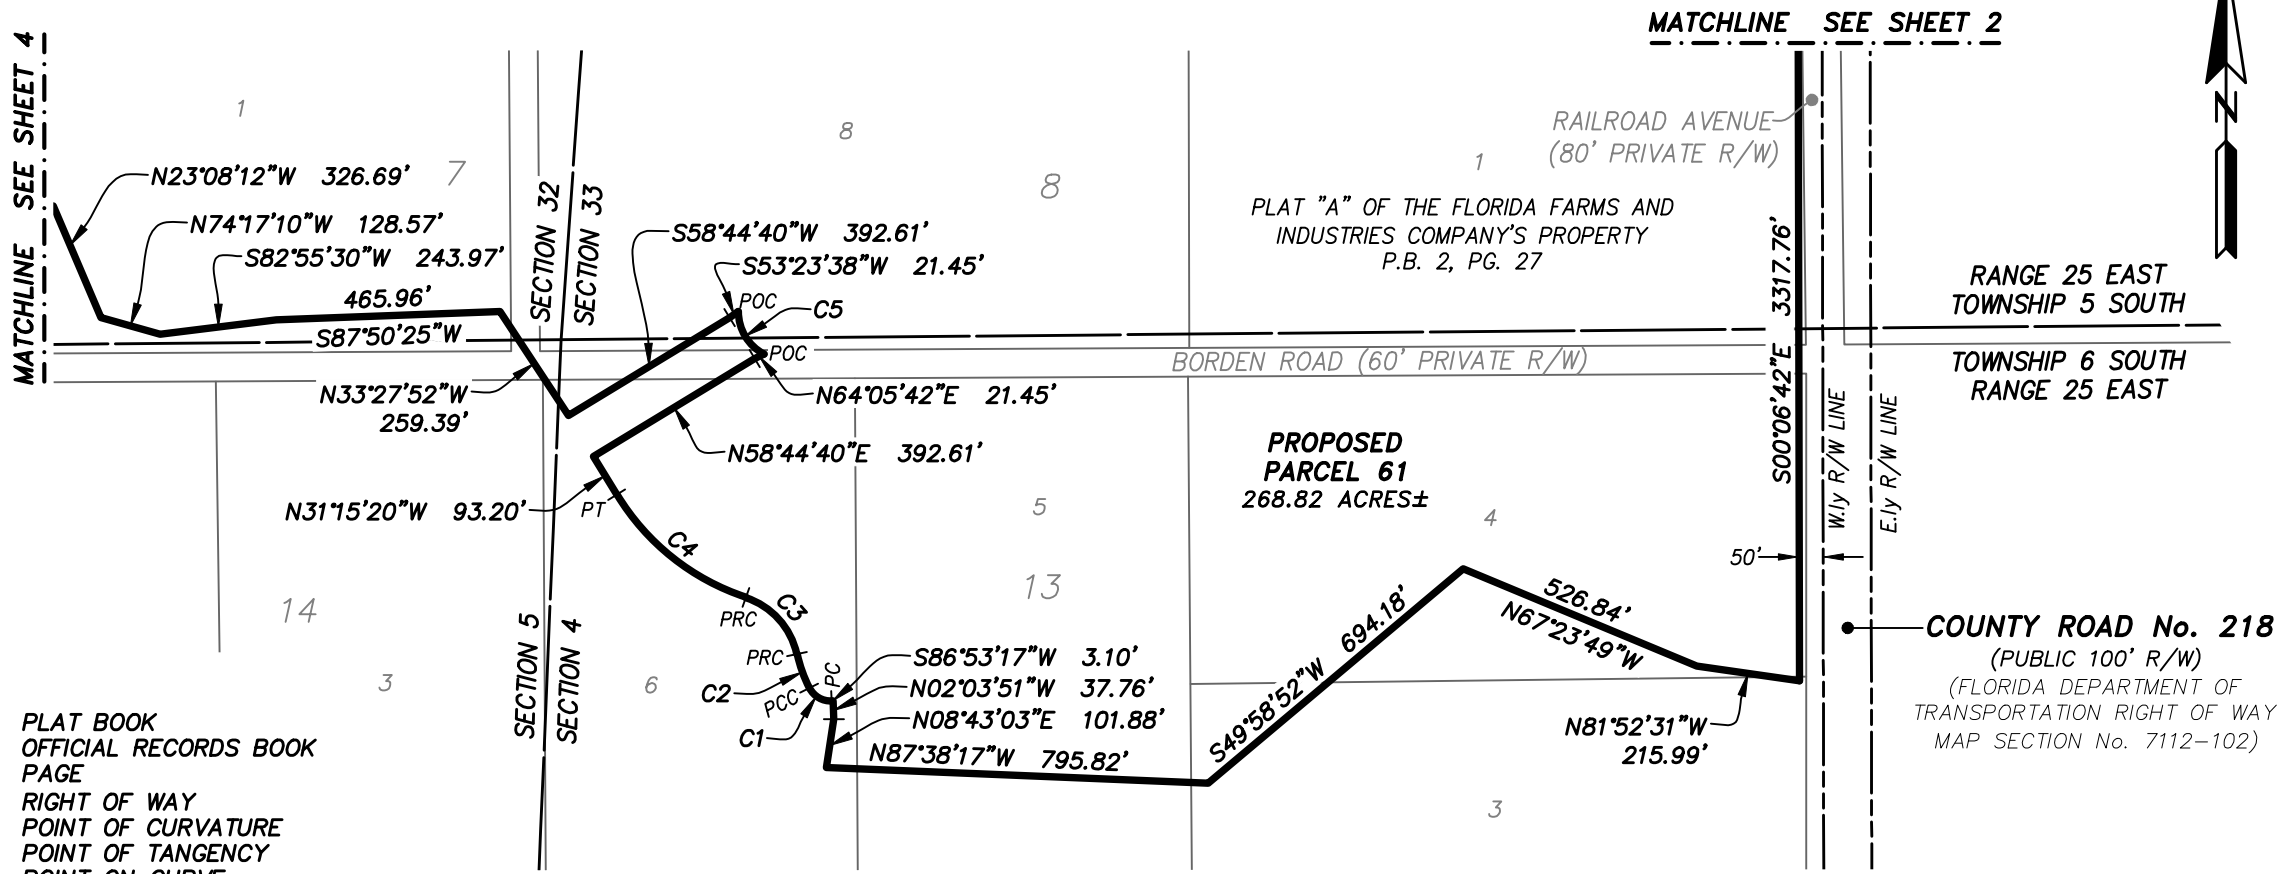 MATCHLINE SEE SHEET 2
MATCHLINE SEE SHEET 4
N
1
7
8
8
1
RAILROAD AVENUE
(80' PRIVATE R/W)
N23°08'12"W 326.69'
N74°17'10"W 128.57'
S82°55'30"W 243.97'
465.96'
S87°50'25"W
SECTION 32
SECTION 33
S58°44'40"W 392.61'
S53°23'38"W 21.45'
POC
C5
POC
PLAT "A" OF THE FLORIDA FARMS AND
INDUSTRIES COMPANY'S PROPERTY
P.B. 2, PG. 27
S00°06'42"E 3317.76'
RANGE 25 EAST
TOWNSHIP 5 SOUTH
BORDEN ROAD (60' PRIVATE R/W)
TOWNSHIP 6 SOUTH
RANGE 25 EAST
N33°27'52"W
259.39'
N64°05'42"E 21.45'
N58°44'40"E 392.61'
PROPOSED
PARCEL 61
268.82 ACRES±
W.ly R/W LINE
E.ly R/W LINE
N31°15'20"W 93.20'
PT
5
4
C4
50'
14
13
C3
PRC
526.84'
N67°23'49"W
COUNTY ROAD No. 218
(PUBLIC 100' R/W)
(FLORIDA DEPARTMENT OF
TRANSPORTATION RIGHT OF WAY
MAP SECTION No. 7112-102)
SECTION 5
SECTION 4
3
6
PRC
C2
PCC
PC
C1
S86°53'17"W 3.10'
N02°03'51"W 37.76'
N08°43'03"E 101.88'
N87°38'17"W 795.82'
S49°58'52"W 694.18'
N81°52'31"W
215.99'
3
PLAT BOOK
OFFICIAL RECORDS BOOK
PAGE
RIGHT OF WAY
POINT OF CURVATURE
POINT OF TANGENCY
POINT ON CURVE